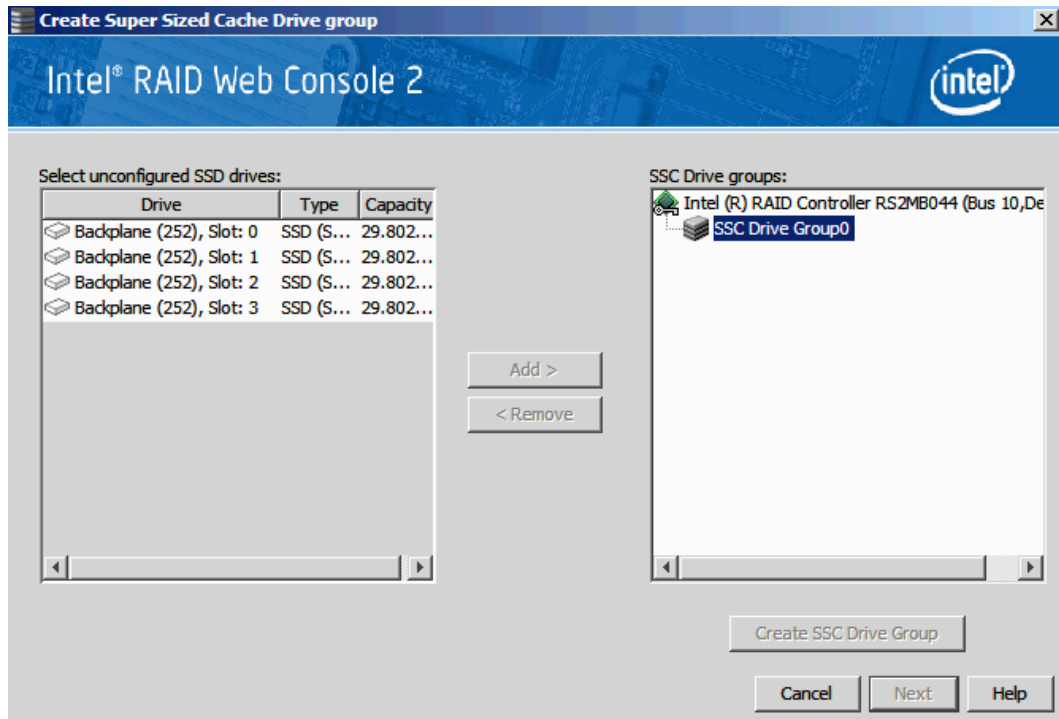 Create Super Sized Cache Drive group
Intel® RAID Web Console 2
intel
Select unconfigured SSD drives:
Drive Type Capacity
Backplane (252), Slot: 0 SSD (S... 29.802...
Backplane (252), Slot: 1 SSD (S... 29.802...
Backplane (252), Slot: 2 SSD (S... 29.802...
Backplane (252), Slot: 3 SSD (S... 29.802...
Add >
< Remove
SSC Drive groups:
Intel (R) RAID Controller RS2MB044 (Bus 10,De
SSC Drive Group0
Create SSC Drive Group
Cancel Next Help